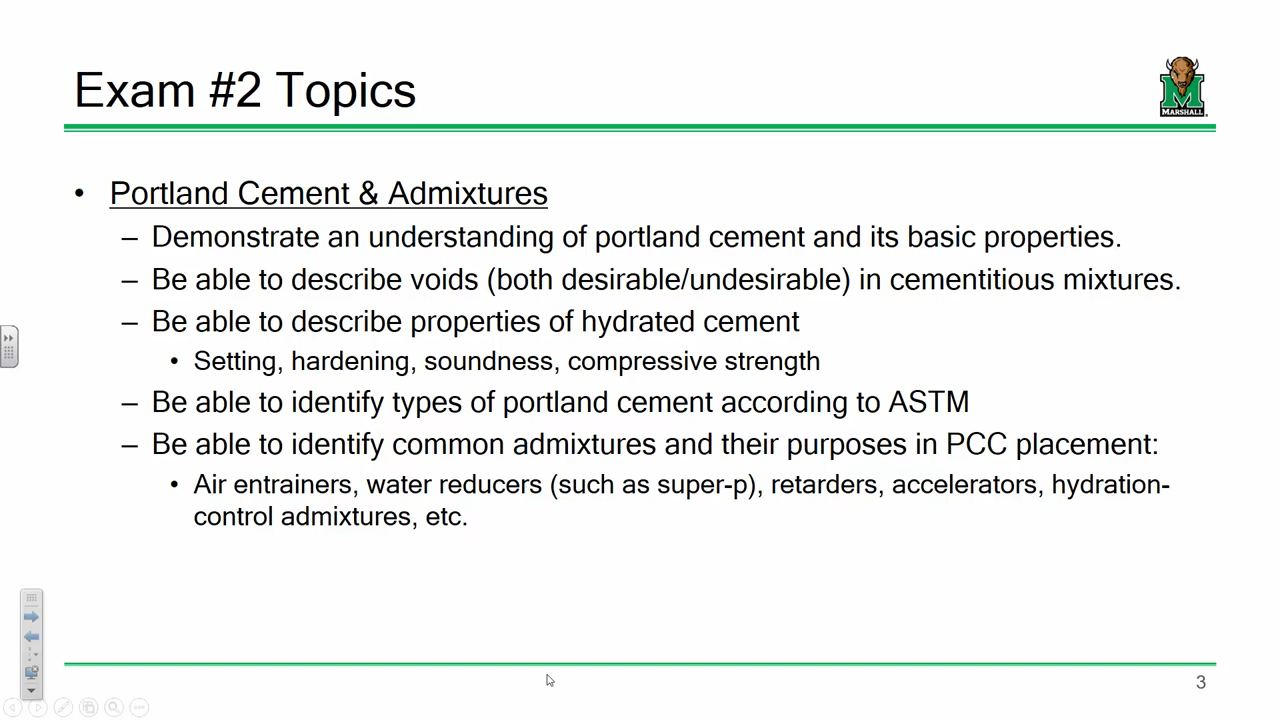 Exam #2 Topics
MARSHALL
• Portland Cement & Admixtures
– Demonstrate an understanding of portland cement and its basic properties.
– Be able to describe voids (both desirable/undesirable) in cementitious mixtures.
– Be able to describe properties of hydrated cement
• Setting, hardening, soundness, compressive strength
– Be able to identify types of portland cement according to ASTM
– Be able to identify common admixtures and their purposes in PCC placement:
• Air entrainers, water reducers (such as super-p), retarders, accelerators, hydration-
control admixtures, etc.
3